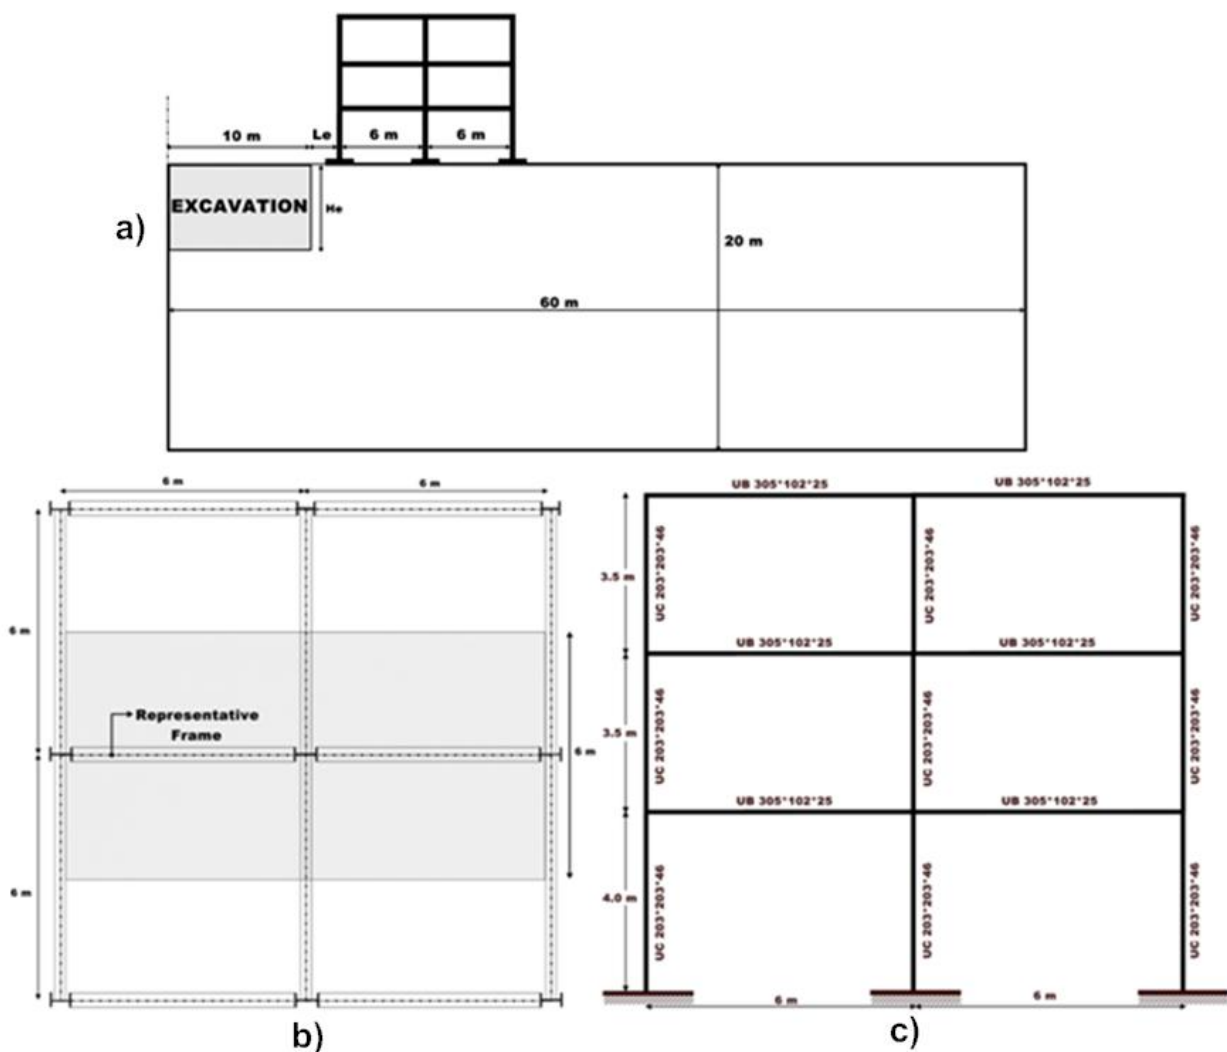 10 m
Le
6 m
6 m
EXCAVATION
He
a)
20 m
60 m
6 m
6 m
6 m
Representative
Frame
6 m
6 m
b)
UB 305*102*25
UB 305*102*25
3.5 m
UC 203*203*46
UC 203*203*46
UC 203*203*46
UB 305*102*25
UB 305*102*25
3.5 m
UC 203*203*46
UC 203*203*46
UC 203*203*46
UB 305*102*25
UB 305*102*25
4.0 m
UC 203*203*46
UC 203*203*46
UC 203*203*46
6 m
6 m
c)